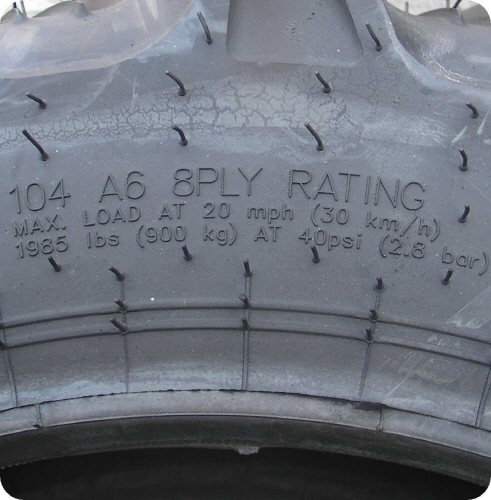 104 A6 8PLY RATING
MAX. LOAD AT 20 mph (30 km/h)
1985 lbs (900 kg) AT 40psi (2.8 bar)